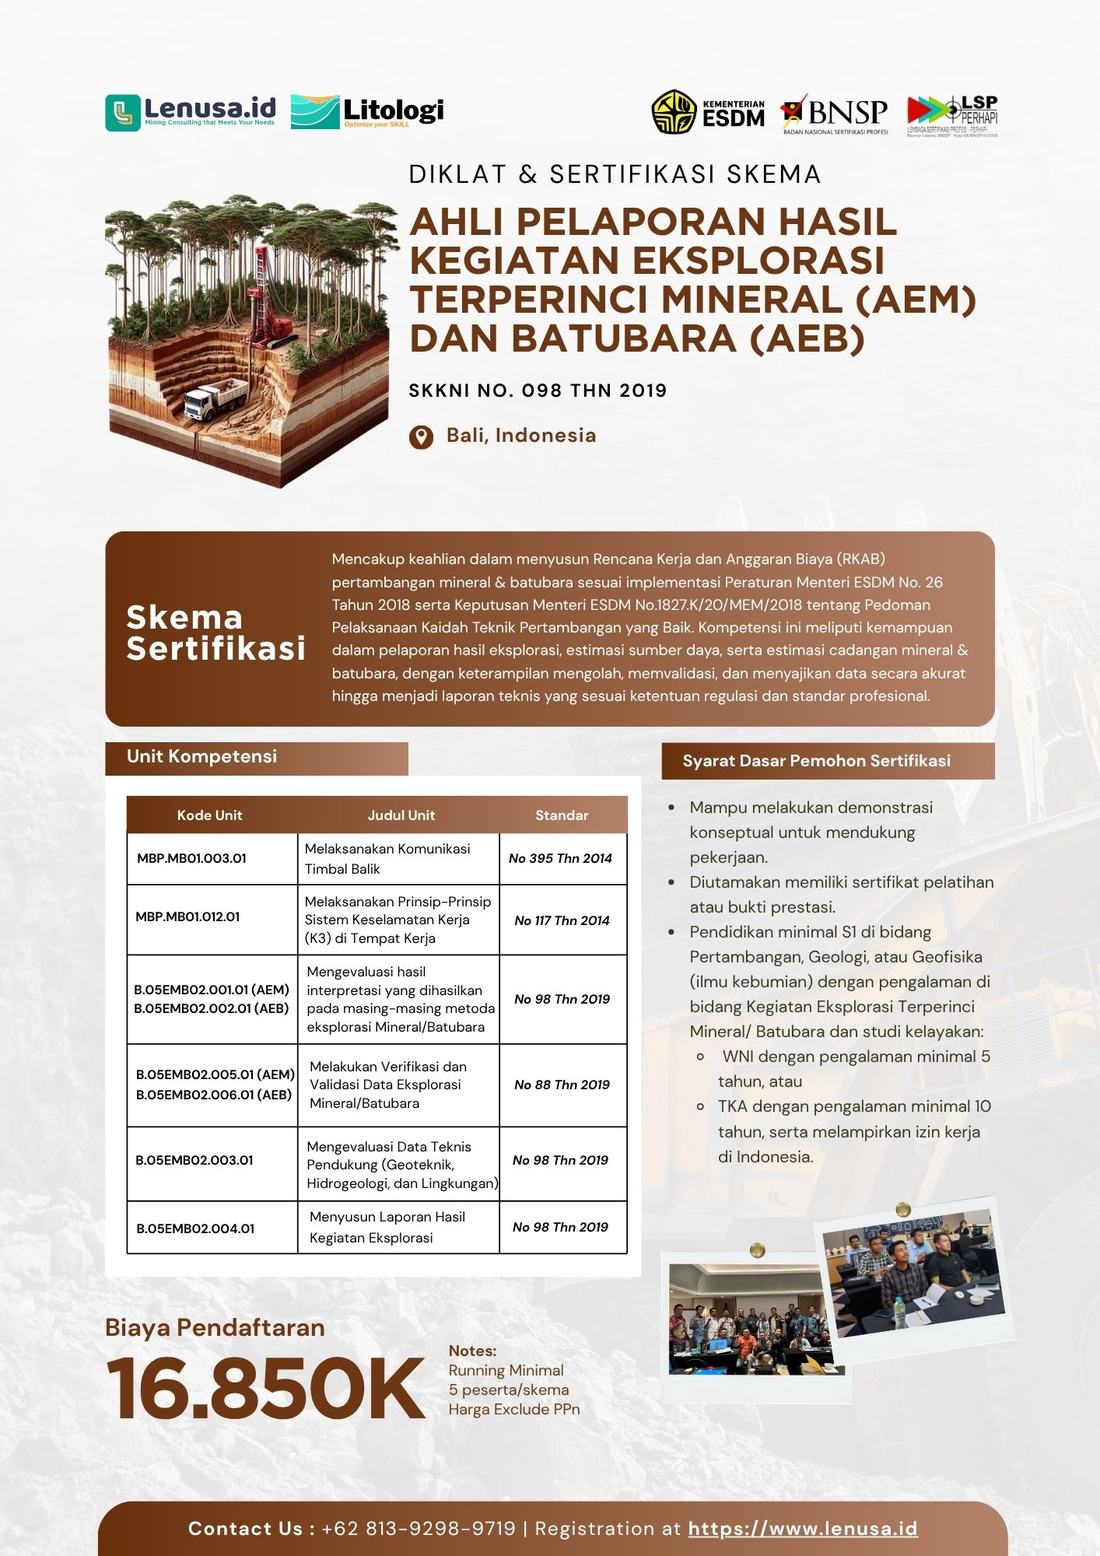 Lenusa.id
Mining Consulting that Meets Your Needs
Litologi
Optimize your SKILL
KEMENTERIAN
ESDM
BNSP
BADAN NASIONAL SERTIFIKASI PROFESI
LSP
PERHAPI
LEMBAGA SERTIFIKASI PROFESI - PERHAPI
DIKLAT & SERTIFIKASI SKEMA
AHLI PELAPORAN HASIL
KEGIATAN EKSPLORASI
TERPERINCI MINERAL (AEM)
DAN BATUBARA (AEB)
SKKNI NO. 098 THN 2019
Bali, Indonesia
Skema
Sertifikasi
Mencakup keahlian dalam menyusun Rencana Kerja dan Anggaran Biaya (RKAB)
pertambangan mineral & batubara sesuai implementasi Peraturan Menteri ESDM No. 26
Tahun 2018 serta Keputusan Menteri ESDM No.1827.K/20/MEM/2018 tentang Pedoman
Pelaksanaan Kaidah Teknik Pertambangan yang Baik. Kompetensi ini meliputi kemampuan
dalam pelaporan hasil eksplorasi, estimasi sumber daya, serta estimasi cadangan mineral &
batubara, dengan keterampilan mengolah, memvalidasi, dan menyajikan data secara akurat
hingga menjadi laporan teknis yang sesuai ketentuan regulasi dan standar profesional.
Unit Kompetensi
Kode Unit Judul Unit Standar
MBP.MB01.003.01
Melaksanakan Komunikasi
Timbal Balik
No 395 Thn 2014
MBP.MB01.012.01
Melaksanakan Prinsip-Prinsip
Sistem Keselamatan Kerja
(K3) di Tempat Kerja
No 117 Thn 2014
B.05EMB02.001.01 (AEM)
B.05EMB02.002.01 (AEB)
Mengevaluasi hasil
interpretasi yang dihasilkan
pada masing-masing metoda
eksplorasi Mineral/Batubara
No 98 Thn 2019
B.05EMB02.005.01 (AEM)
B.05EMB02.006.01 (AEB)
Melakukan Verifikasi dan
Validasi Data Eksplorasi
Mineral/Batubara
No 88 Thn 2019
B.05EMB02.003.01
Mengevaluasi Data Teknis
Pendukung (Geoteknik,
Hidrogeologi, dan Lingkungan)
No 98 Thn 2019
B.05EMB02.004.01
Menyusun Laporan Hasil
Kegiatan Eksplorasi
No 98 Thn 2019
Syarat Dasar Pemohon Sertifikasi
• Mampu melakukan demonstrasi
konseptual untuk mendukung
pekerjaan.
• Diutamakan memiliki sertifikat pelatihan
atau bukti prestasi.
• Pendidikan minimal S1 di bidang
Pertambangan, Geologi, atau Geofisika
(ilmu kebumian) dengan pengalaman di
bidang Kegiatan Eksplorasi Terperinci
Mineral/ Batubara dan studi kelayakan:
○ WNI dengan pengalaman minimal 5
tahun, atau
○ TKA dengan pengalaman minimal 10
tahun, serta melampirkan izin kerja
di Indonesia.
Biaya Pendaftaran
16.850K
Notes:
Running Minimal
5 peserta/skema
Harga Exclude PPn
Contact Us : +62 813-9298-9719 | Registration at https://www.lenusa.id